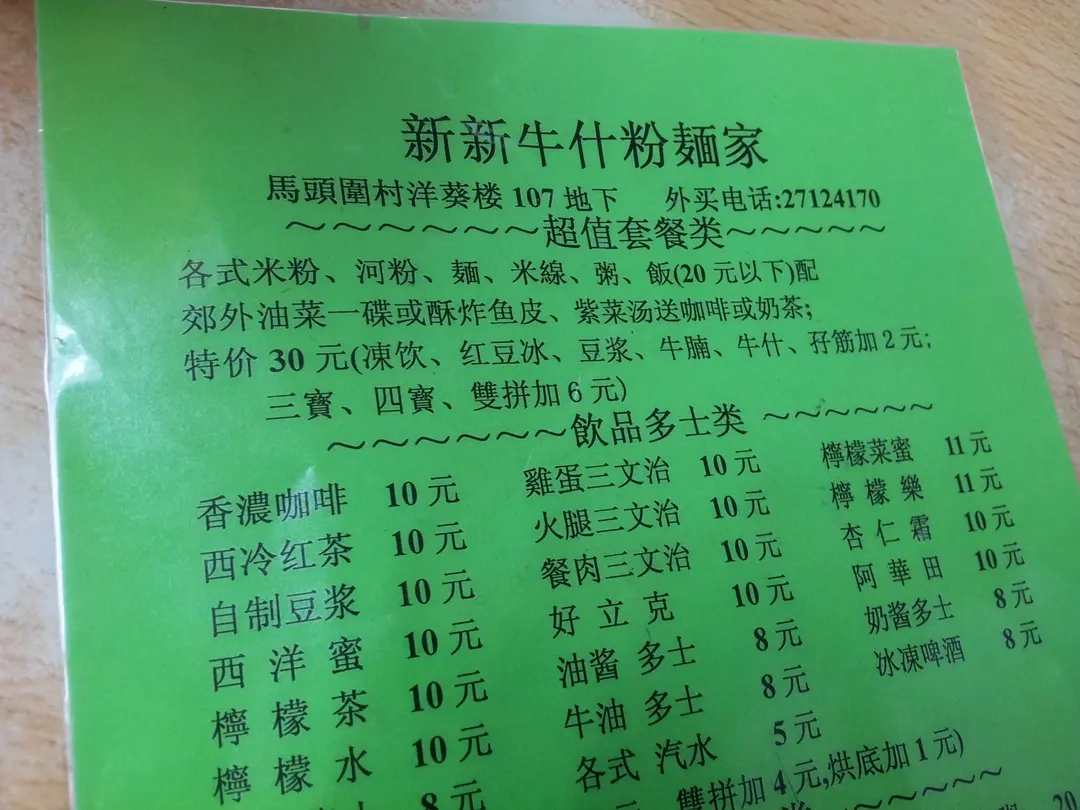 新新牛什粉麵家
馬頭圍村洋葵楼 107 地下 外买电话:27124170
～～～～～～～超值套餐类～～～～～
各式米粉、河粉、麵、米線、粥、飯(20 元以下)配
郊外油菜一碟或酥炸鱼皮、紫菜汤送咖啡或奶茶;
特价 30 元(凍饮、红豆冰、豆浆、牛腩、牛什、孖筋加 2 元;
三寶、四寶、雙拼加 6 元)
～～～～～～～飲品多士类 ～～～～～
香濃咖啡 10 元 雞蛋三文治 10 元 檸檬菜蜜 11 元
西冷红茶 10 元 火腿三文治 10 元 檸 檬 樂 11 元
自制豆浆 10 元 餐肉三文治 10 元 杏 仁 霜 10 元
西 洋 蜜 10 元 好 立 克 10 元 阿 華 田 10 元
檸 檬 茶 10 元 油酱 多士 8 元 奶酱多士 8 元
檸 檬 水 10 元 牛油 多士 8 元 冰凍啤酒 8 元
8 元 各式 汽水 5 元
雙拼加 4 元,烘底加 1 元)